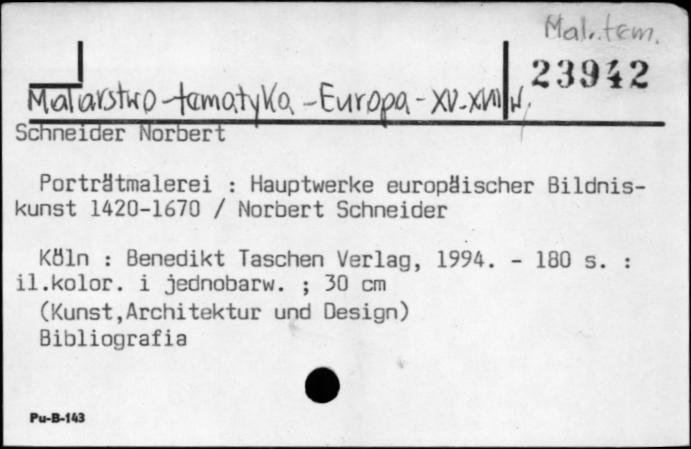 Mal. tem.
23942
Malarstwo - tematyka - Europa - XV-XVII w.
Schneider Norbert
Porträtmalerei : Hauptwerke europäischer Bildnis-
kunst 1420-1670 / Norbert Schneider
Köln : Benedikt Taschen Verlag, 1994. - 180 s. :
il.kolor. i jednobarw. ; 30 cm
(Kunst,Architektur und Design)
Bibliografia
Pu-B-143